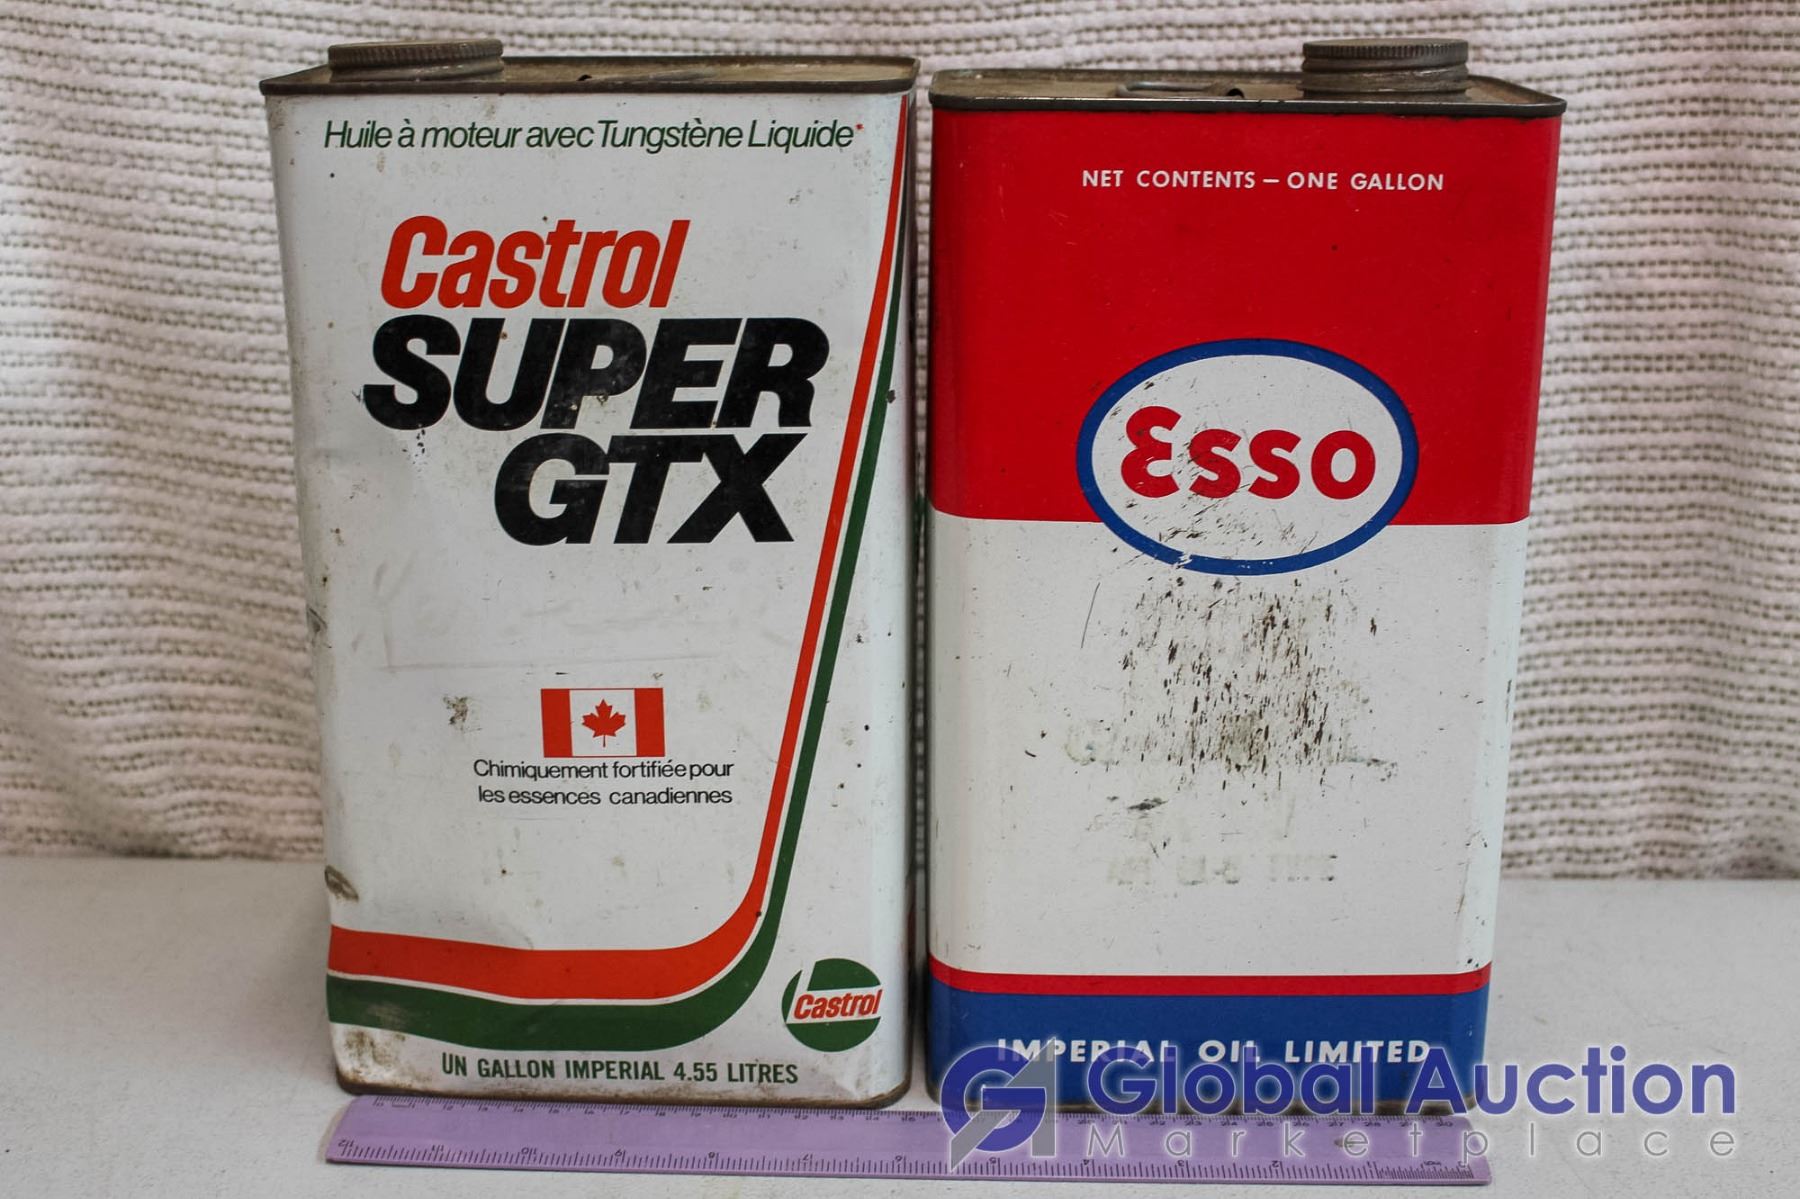 Huile à moteur avec Tungstène Liquide*
Castrol
SUPER
GTX
Chimiquement fortifiée pour
les essences canadiennes
Castrol
UN GALLON IMPERIAL 4.55 LITRES
NET CONTENTS — ONE GALLON
Esso
IMPERIAL OIL LIMITED
Global Auction
Marketplace